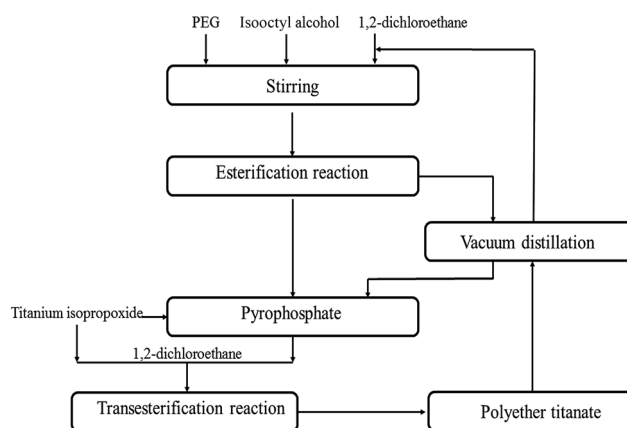 PEG Isooctyl alcohol 1,2-dichloroethane
Stirring
Esterification reaction
Vacuum distillation
Titanium isopropoxide
Pyrophosphate
1,2-dichloroethane
Transesterification reaction
Polyether titanate